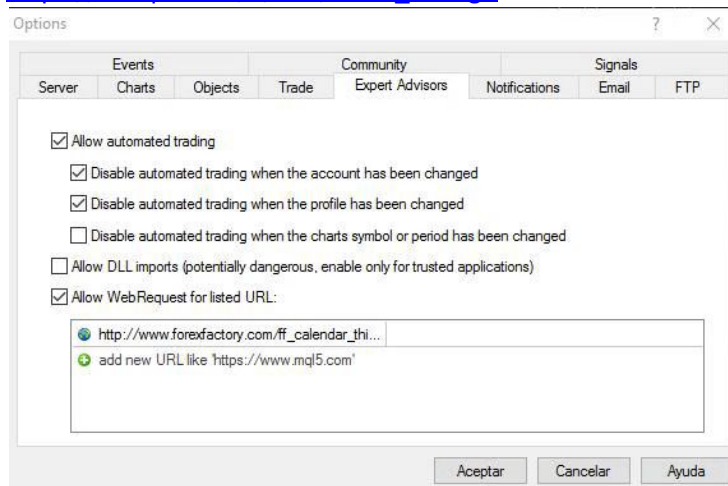 Options
Events Community Signals
Server Charts Objects Trade Expert Advisors Notifications Email FTP
Allow automated trading
Disable automated trading when the account has been changed
Disable automated trading when the profile has been changed
Disable automated trading when the charts symbol or period has been changed
Allow DLL imports (potentially dangerous, enable only for trusted applications)
Allow WebRequest for listed URL:
http://www.forexfactory.com/ff_calendar_thi...
add new URL like 'https://www.mql5.com'
Aceptar Cancelar Ayuda